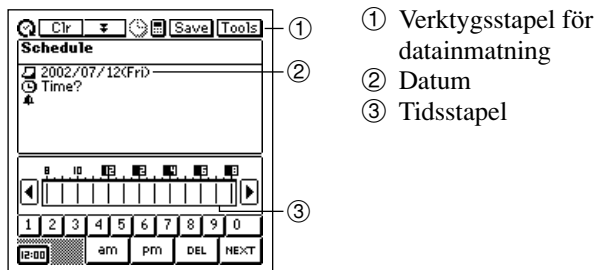 Clr Save Tools ①
Schedule
2002/07/12(Fri) ②
Time?
8 10 12 2 4 6 8
③
1 2 3 4 5 6 7 8 9 0
12:00 am pm DEL NEXT
① Verktygsstapel för
datainmatning
② Datum
③ Tidsstapel